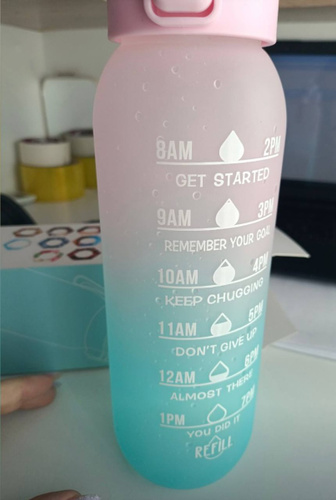 8AM 2PM
GET STARTED
9AM 3PM
REMEMBER YOUR GOAL
10AM 4PM
KEEP CHUGGING
11AM 5PM
DON'T GIVE UP
12AM 6PM
ALMOST THERE
1PM 7PM
YOU DID IT
REFILL